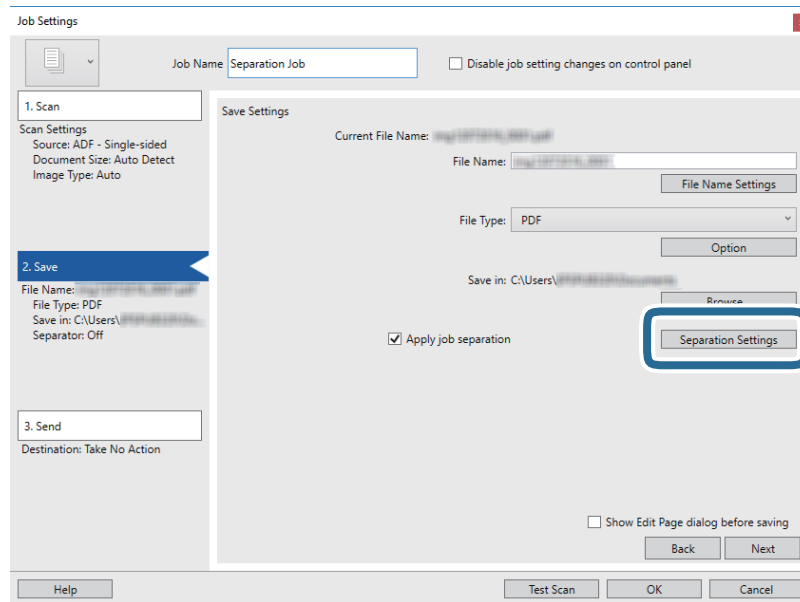 Job Settings
Job Name Separation Job
Disable job setting changes on control panel
1. Scan
Scan Settings
Source: ADF - Single-sided
Document Size: Auto Detect
Image Type: Auto
2. Save
File Name:
File Type: PDF
Save in: C:\Users\
Separator: Off
3. Send
Destination: Take No Action
Save Settings
Current File Name:
File Name:
File Name Settings
File Type: PDF
Option
Save in: C:\Users\
Browse
Apply job separation
Separation Settings
Show Edit Page dialog before saving
Back Next
Help Test Scan OK Cancel